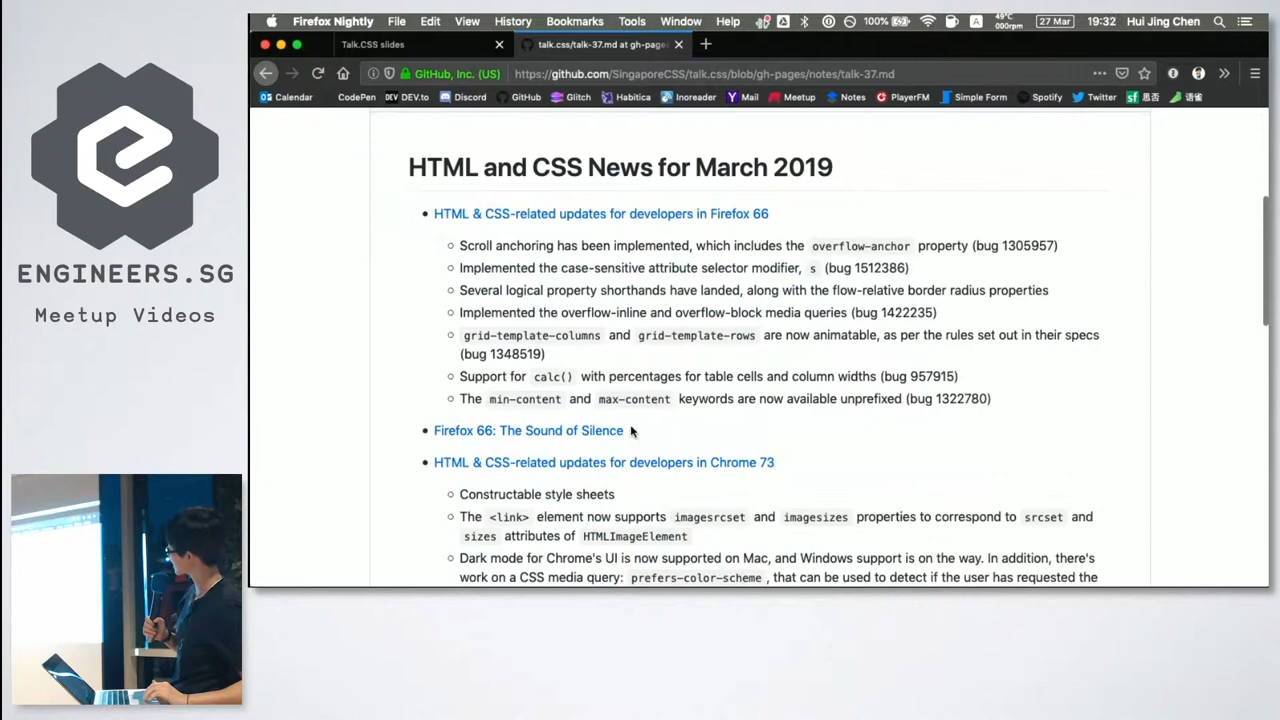 Firefox Nightly File Edit View History Bookmarks Tools Window Help 100% A 49°C 000rpm 27 Mar 19:32 Hui Jing Chen
Talk.CSS slides talk.css/talk-37.md at gh-page
GitHub, Inc. (US) https://github.com/SingaporeCSS/talk.css/blob/gh-pages/notes/talk-37.md
Calendar CodePen DEV DEV.to Discord GitHub Glitch Habitica Inoreader Mail Meetup Notes PlayerFM Simple Form Spotify Twitter sf 思否 语雀
HTML and CSS News for March 2019
• HTML & CSS-related updates for developers in Firefox 66
Scroll anchoring has been implemented, which includes the overflow-anchor property (bug 1305957)
Implemented the case-sensitive attribute selector modifier, s (bug 1512386)
Several logical property shorthands have landed, along with the flow-relative border radius properties
Implemented the overflow-inline and overflow-block media queries (bug 1422235)
grid-template-columns and grid-template-rows are now animatable, as per the rules set out in their specs
(bug 1348519)
Support for calc() with percentages for table cells and column widths (bug 957915)
The min-content and max-content keywords are now available unprefixed (bug 1322780)
• Firefox 66: The Sound of Silence
• HTML & CSS-related updates for developers in Chrome 73
Constructable style sheets
The <link> element now supports imagesrcset and imagesizes properties to correspond to srcset and
sizes attributes of HTMLImageElement
Dark mode for Chrome's UI is now supported on Mac, and Windows support is on the way. In addition, there's
work on a CSS media query: prefers-color-scheme, that can be used to detect if the user has requested the
ENGINEERS.SG
Meetup Videos